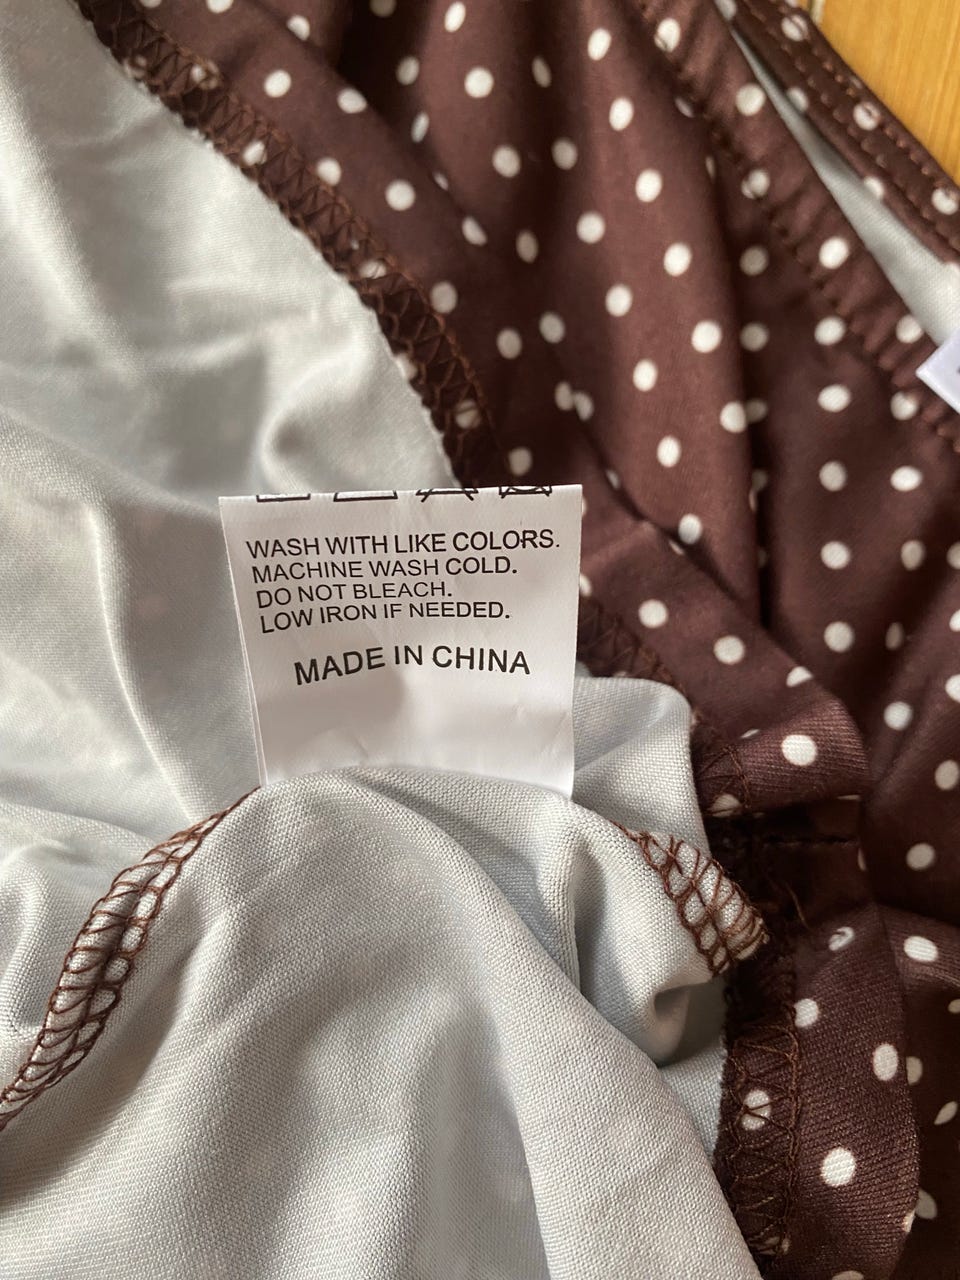 WASH WITH LIKE COLORS.
MACHINE WASH COLD.
DO NOT BLEACH.
LOW IRON IF NEEDED.
MADE IN CHINA